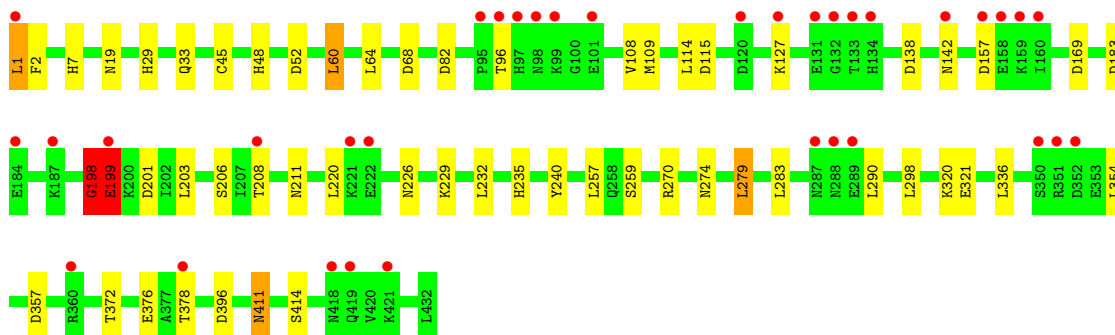 L1 F2 H7 N19 H29 Q33 C45 H48 D52 L60 L64 D68 D82 P95 T96 H97 N98 K99 G100 E101 V108 M109 L114 D115 D120 K127 E131 G132 T133 H134 D138 N142 D157 E158 K159 I160 D169 D183
E184 K187 G198 E199 K200 D201 I202 L203 S206 I207 T208 N211 L220 K221 E222 N226 K229 L232 H235 Y240 L257 Q258 S259 R270 N274 L279 L283 N287 N288 E289 L290 L298 K320 E321 L336 S350 R351 D352 E353 L354
D357 R360 T372 E376 A377 T378 D396 N411 S414 N418 Q419 V420 K421 L432